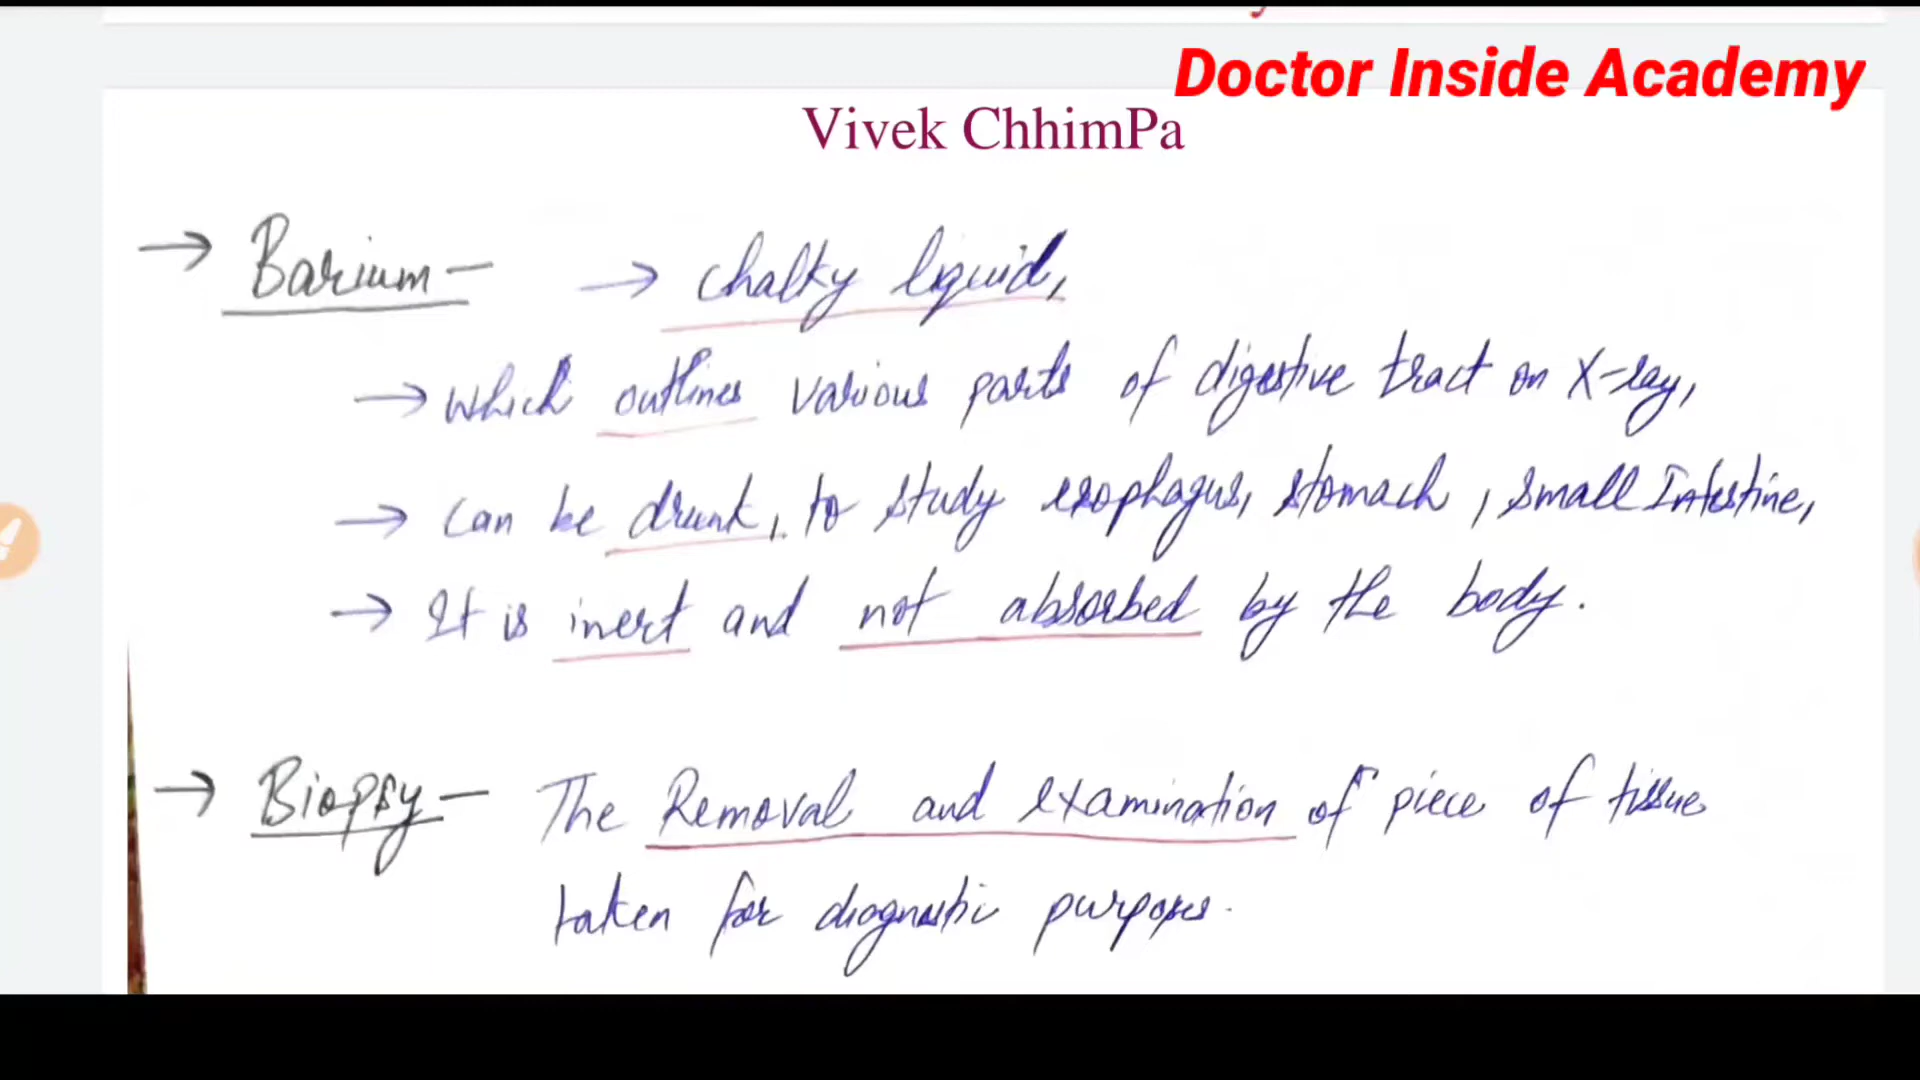 Doctor Inside Academy
Vivek ChhimPa
→ Barium — → chalky liquid,
→ which outlines various parts of digestive tract on X-ray,
→ can be drunk, to study esophagus, stomach, small Intestine,
→ It is inert and not absorbed by the body.
→ Biopsy — The Removal and examination of piece of tissue
taken for diagnostic purposes.